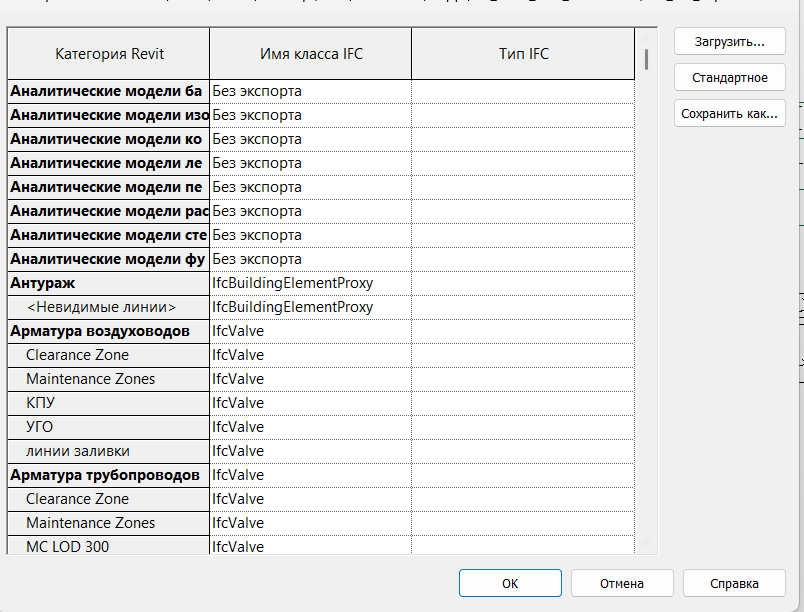 Категория Revit Имя класса IFC Тип IFC
Загрузить...
Стандартное
Сохранить как...
Аналитические модели ба Без экспорта
Аналитические модели изо Без экспорта
Аналитические модели ко Без экспорта
Аналитические модели ле Без экспорта
Аналитические модели пе Без экспорта
Аналитические модели рас Без экспорта
Аналитические модели сте Без экспорта
Аналитические модели фу Без экспорта
Антураж IfcBuildingElementProxy
<Невидимые линии> IfcBuildingElementProxy
Арматура воздуховодов IfcValve
Clearance Zone IfcValve
Maintenance Zones IfcValve
КПУ IfcValve
УГО IfcValve
линии заливки IfcValve
Арматура трубопроводов IfcValve
Clearance Zone IfcValve
Maintenance Zones IfcValve
MC LOD 300 IfcValve
ОК Отмена Справка